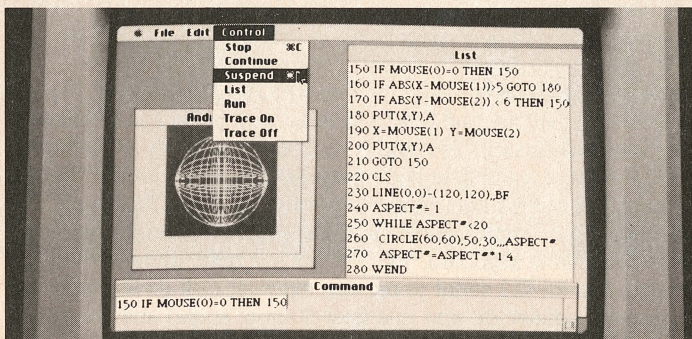 File Edit Control
Stop ⌘C
Continue
Suspend ⌘
List
Run
Trace On
Trace Off
List
150 IF MOUSE(0)=0 THEN 150
160 IF ABS(X-MOUSE(1))>5 GOTO 180
170 IF ABS(Y-MOUSE(2)) < 6 THEN 150
180 PUT(X,Y),A
190 X=MOUSE(1) Y=MOUSE(2)
200 PUT(X,Y),A
210 GOTO 150
220 CLS
230 LINE(0,0)-(120,120),,BF
240 ASPECT#= 1
250 WHILE ASPECT#<20
260 CIRCLE(60,60),50,30,,,ASPECT#
270 ASPECT#=ASPECT#*1 4
280 WEND
Command
150 IF MOUSE(0)=0 THEN 150